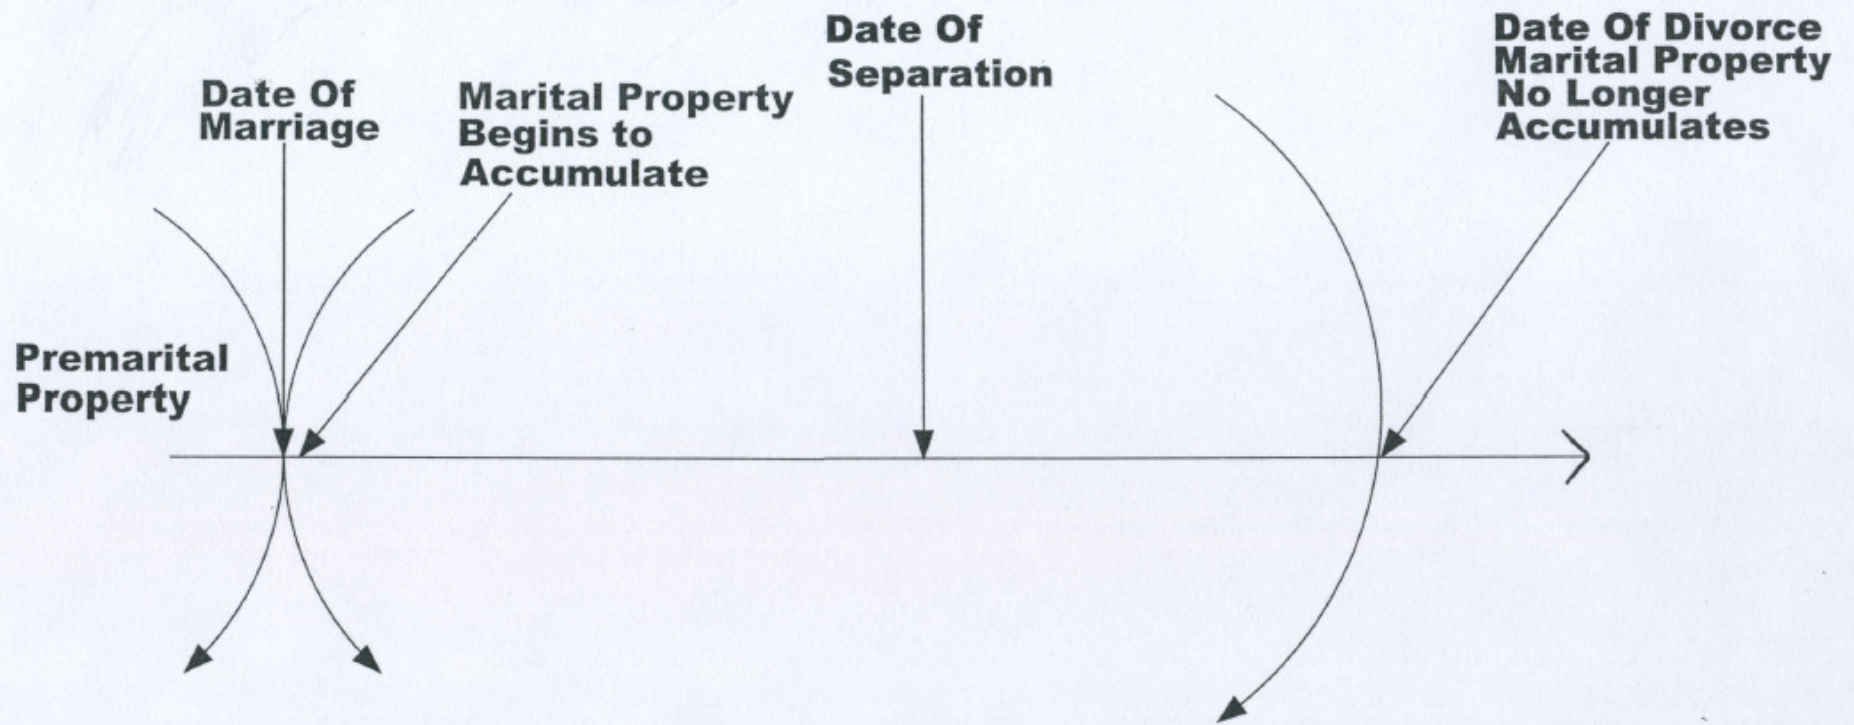 Date Of
Marriage
Marital Property
Begins to
Accumulate
Date Of
Separation
Date Of Divorce
Marital Property
No Longer
Accumulates
Premarital
Property